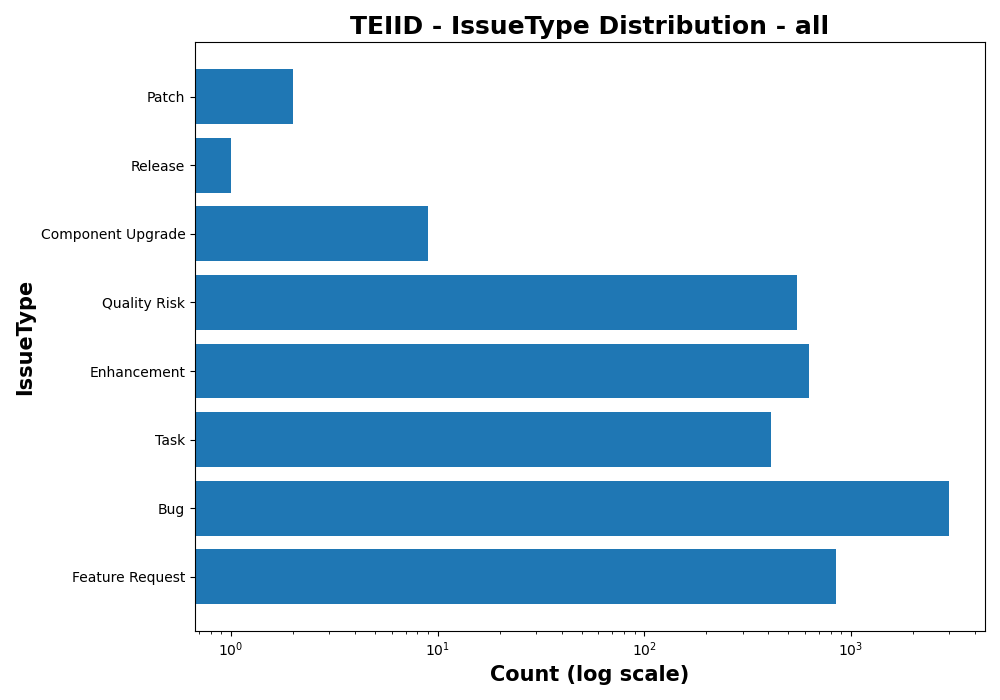 TEIID - IssueType Distribution - all
IssueType
Patch
Release
Component Upgrade
Quality Risk
Enhancement
Task
Bug
Feature Request
10⁰ 10¹ 10² 10³
Count (log scale)